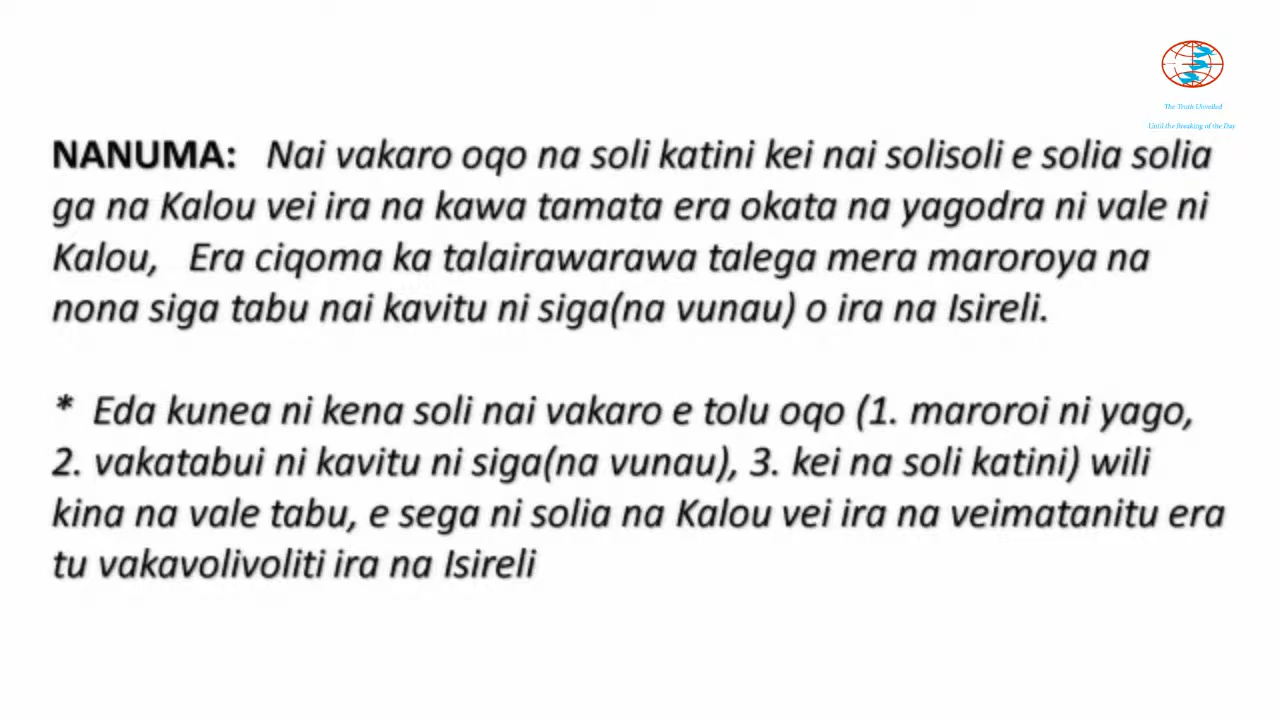 The Truth Unveiled
Until the Breaking of the Day
NANUMA: Nai vakaro oqo na soli katini kei nai solisoli e solia solia
ga na Kalou vei ira na kawa tamata era okata na yagodra ni vale ni
Kalou, Era ciqoma ka talairawarawa talega mera maroroya na
nona siga tabu nai kavitu ni siga(na vunau) o ira na Isireli.
* Eda kunea ni kena soli nai vakaro e tolu oqo (1. maroroi ni yago,
2. vakatabui ni kavitu ni siga(na vunau), 3. kei na soli katini) wili
kina na vale tabu, e sega ni solia na Kalou vei ira na veimatanitu era
tu vakavolivoliti ira na Isireli